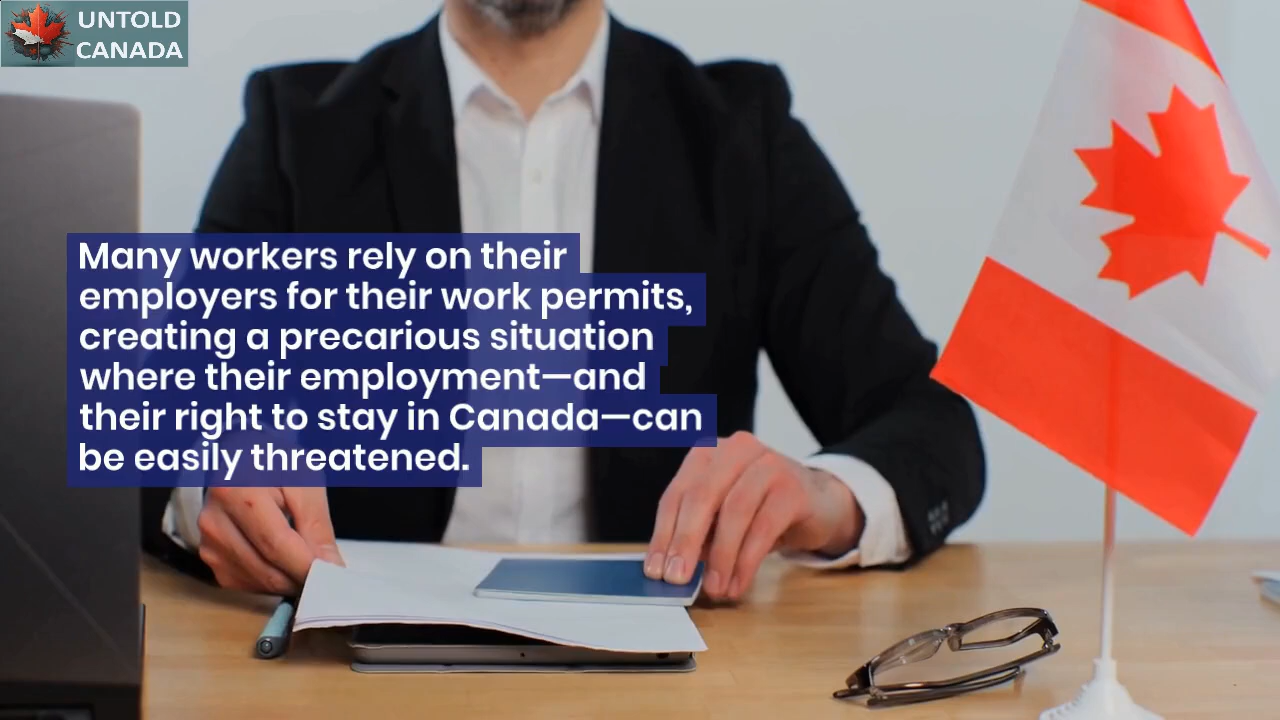 UNTOLD
CANADA
Many workers rely on their
employers for their work permits,
creating a precarious situation
where their employment—and
their right to stay in Canada—can
be easily threatened.